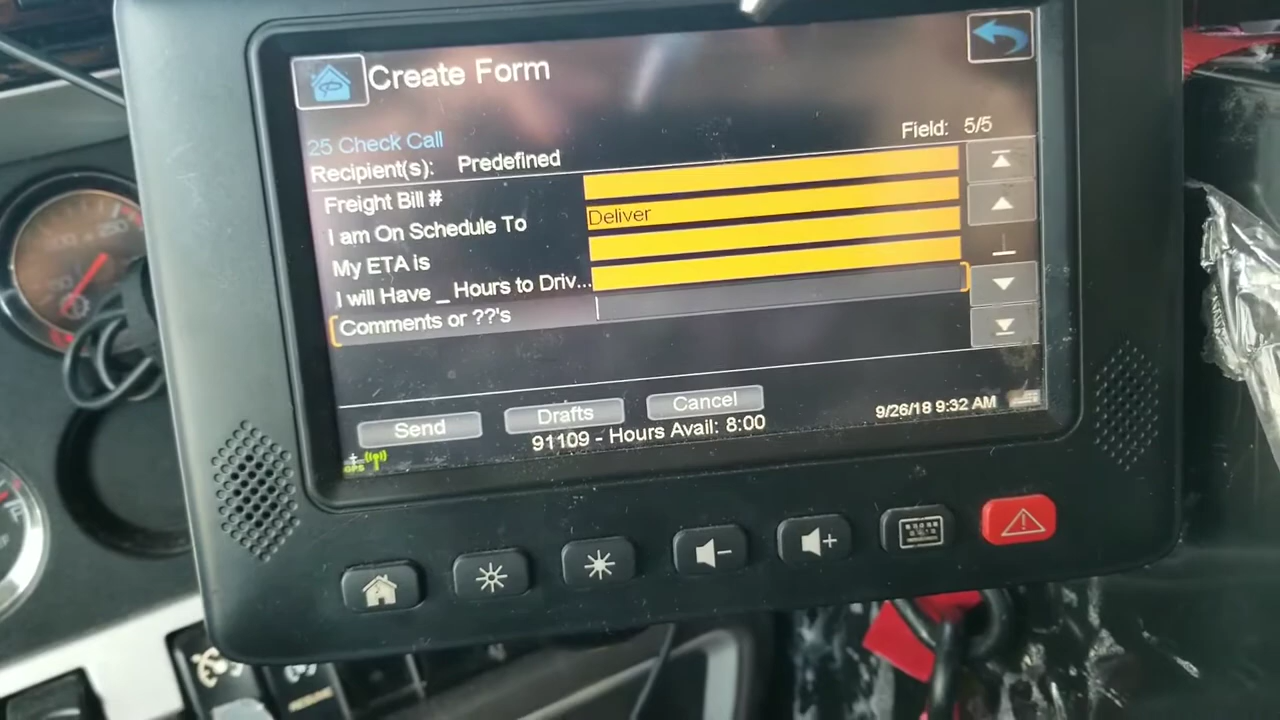 Create Form
25 Check Call
Field: 5/5
Recipient(s): Predefined
Freight Bill #
I am On Schedule To Deliver
My ETA is
I will Have _ Hours to Driv...
Comments or ??'s
Send Drafts Cancel
91109 - Hours Avail: 8:00
9/26/18 9:32 AM
GPS